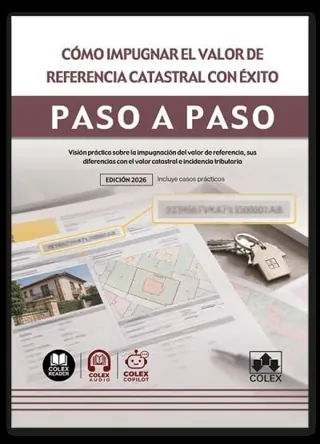 CÓMO IMPUGNAR EL VALOR DE
REFERENCIA CATASTRAL CON ÉXITO
PASO A PASO
Visión práctica sobre la impugnación del valor de referencia, sus
diferencias con el valor catastral e incidencia tributaria
EDICIÓN 2026 Incluye casos prácticos
COLEX
READER
COLEX
AUDIO
COLEX
COPILOT
COLEX